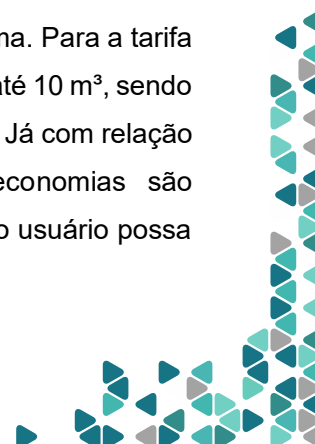 na. Para a tarifa
até 10 m³, sendo
Já com relação
economias são
o usuário possa